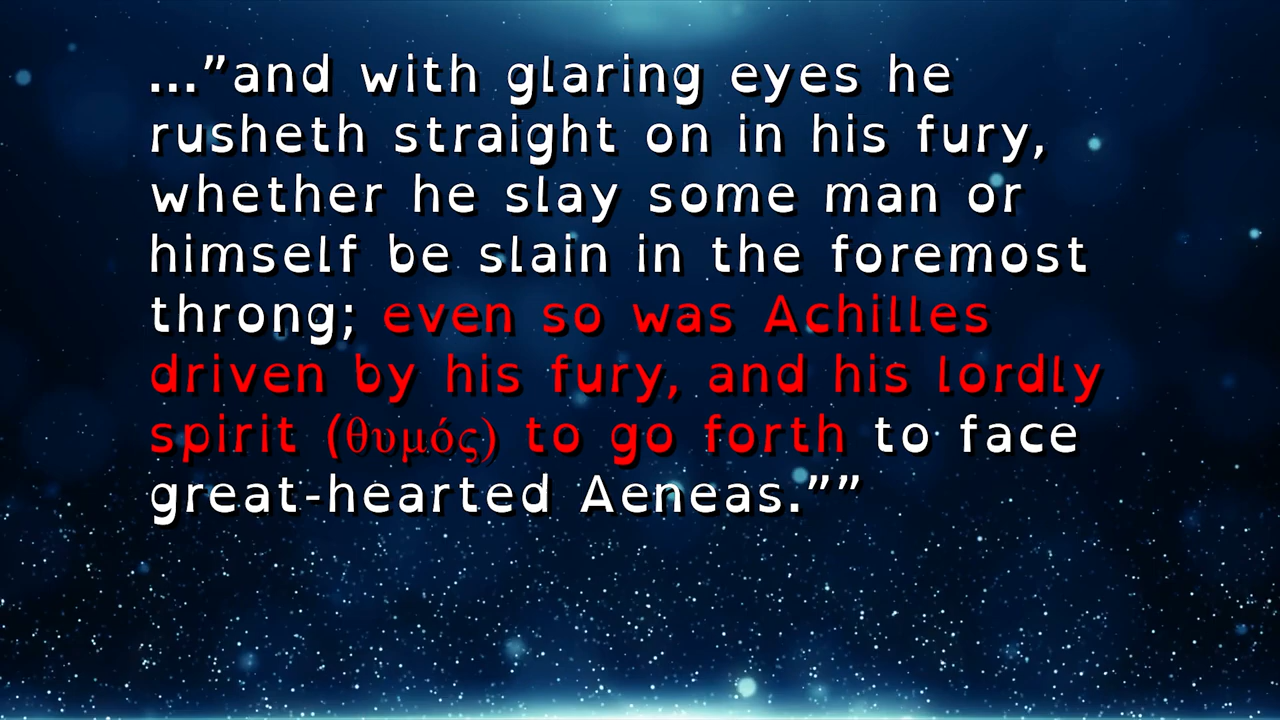 ...”and with glaring eyes he
rusheth straight on in his fury,
whether he slay some man or
himself be slain in the foremost
throng; even so was Achilles
driven by his fury, and his lordly
spirit (θυμός) to go forth to face
great-hearted Aeneas.””